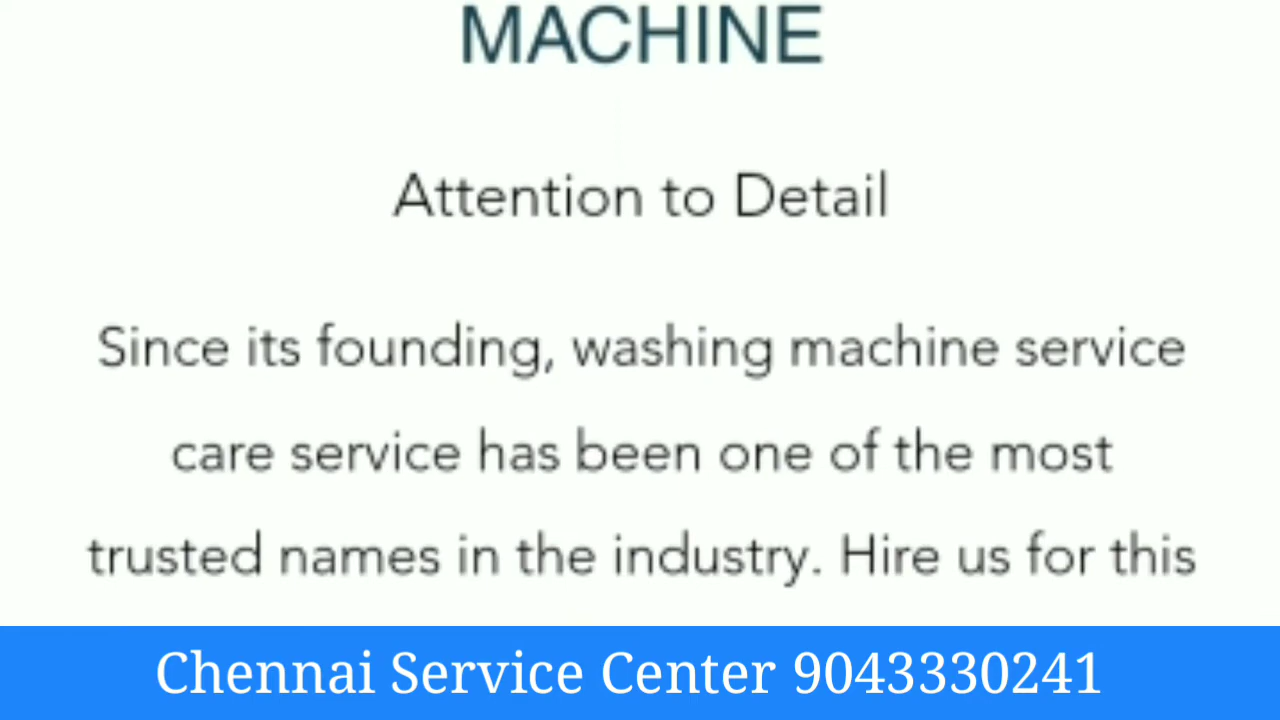 MACHINE
Attention to Detail
Since its founding, washing machine service
care service has been one of the most
trusted names in the industry. Hire us for this
Chennai Service Center 9043330241